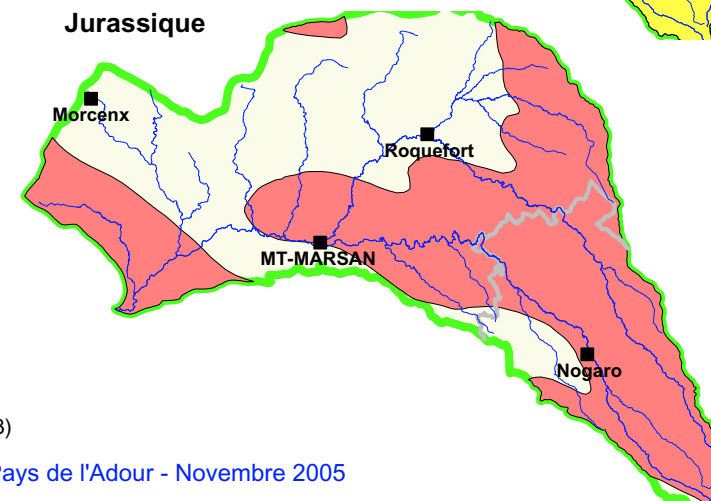 Jurassique
Morcenx
Roquefort
MT-MARSAN
Nogaro
)
Pays de l'Adour - Novembre 2005